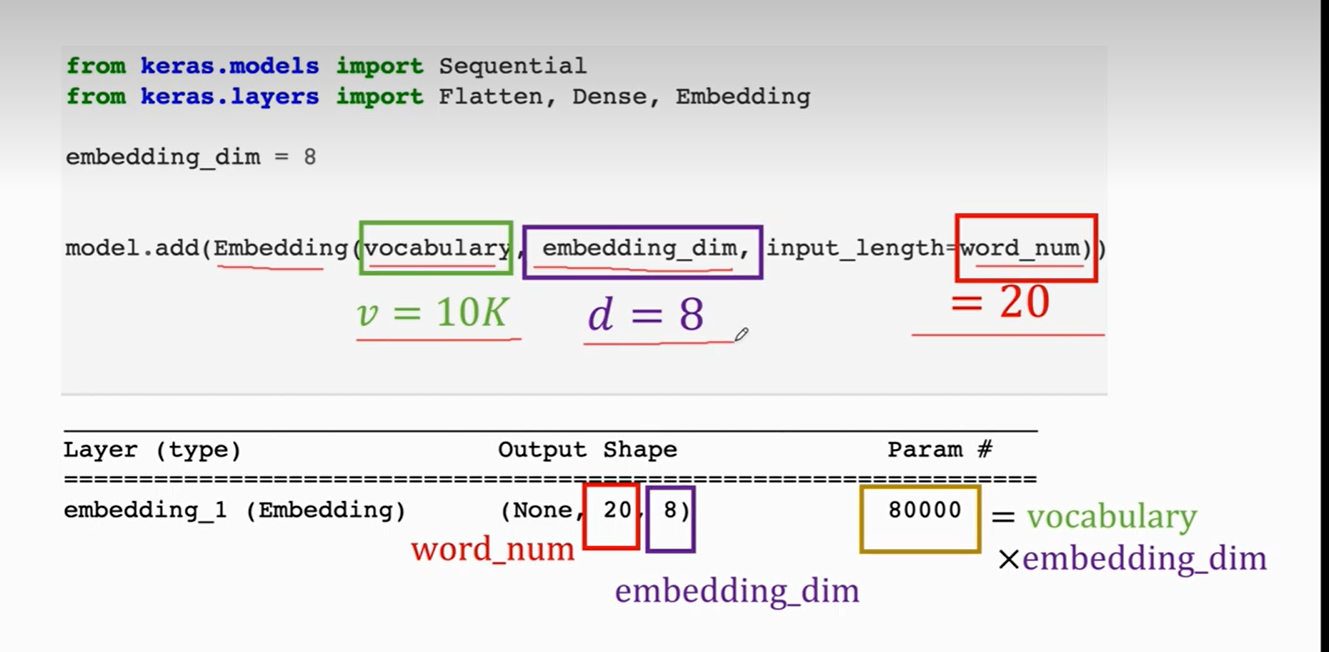 from keras.models import Sequential
from keras.layers import Flatten, Dense, Embedding
embedding_dim = 8
model.add(Embedding(vocabulary, embedding_dim, input_length=word_num))
v = 10K d = 8 = 20
Layer (type) Output Shape Param #
=================================================================
embedding_1 (Embedding) (None, 20, 8) 80000 = vocabulary
word_num ×embedding_dim
embedding_dim